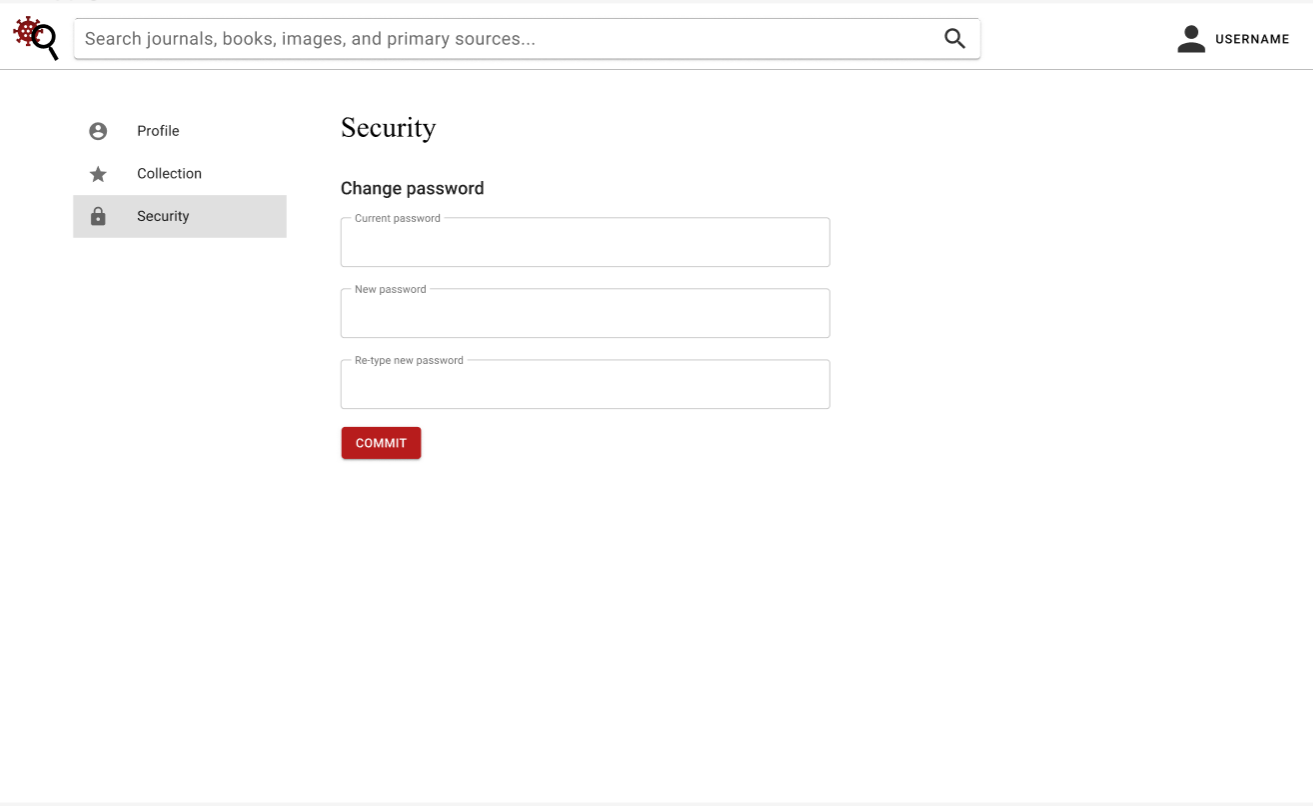 Search journals, books, images, and primary sources...
USERNAME
Profile
Collection
Security
Security
Change password
Current password
New password
Re-type new password
COMMIT